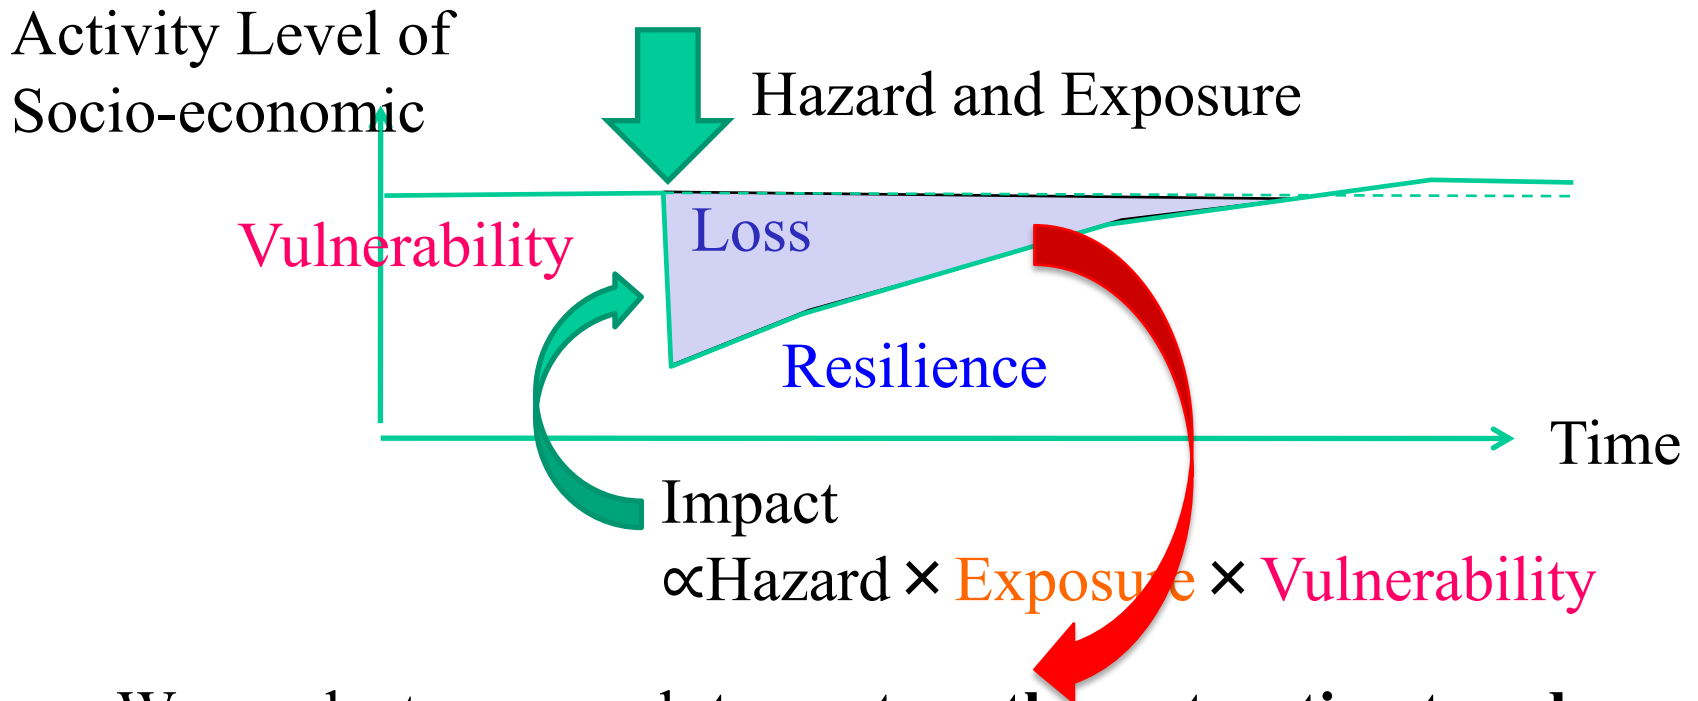 Activity Level of
Socio-economic
Hazard and Exposure
Vulnerability
Loss
Resilience
Time
Impact
∝Hazard × Exposure × Vulnerability